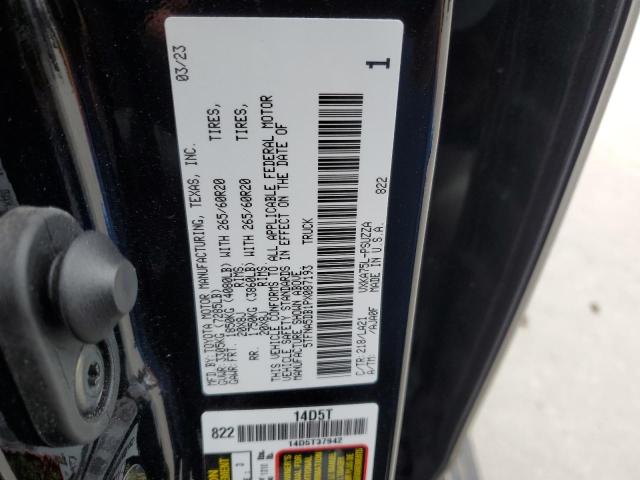 MFD.BY:TOYOTA MOTOR MANUFACTURING, TEXAS, INC. 03/23
GVWR 3305KG (7285LB)
GAWR:FRT. 1850KG (4080LB) WITH 265/60R20 TIRES,
20X8J RIMS
RR. 1750KG (3860LB) WITH 265/60R20 TIRES,
20X8J RIMS
THIS VEHICLE CONFORMS TO ALL APPLICABLE FEDERAL MOTOR
VEHICLE SAFETY STANDARDS IN EFFECT ON THE DATE OF
MANUFACTURE SHOWN ABOVE.
TRUCK
C/TR:218/LA21 VXKA75L-PSUZZA
A/TM: /AJA0F MADE IN U.S.A.
822
1
822
14D5T
14D5T37942